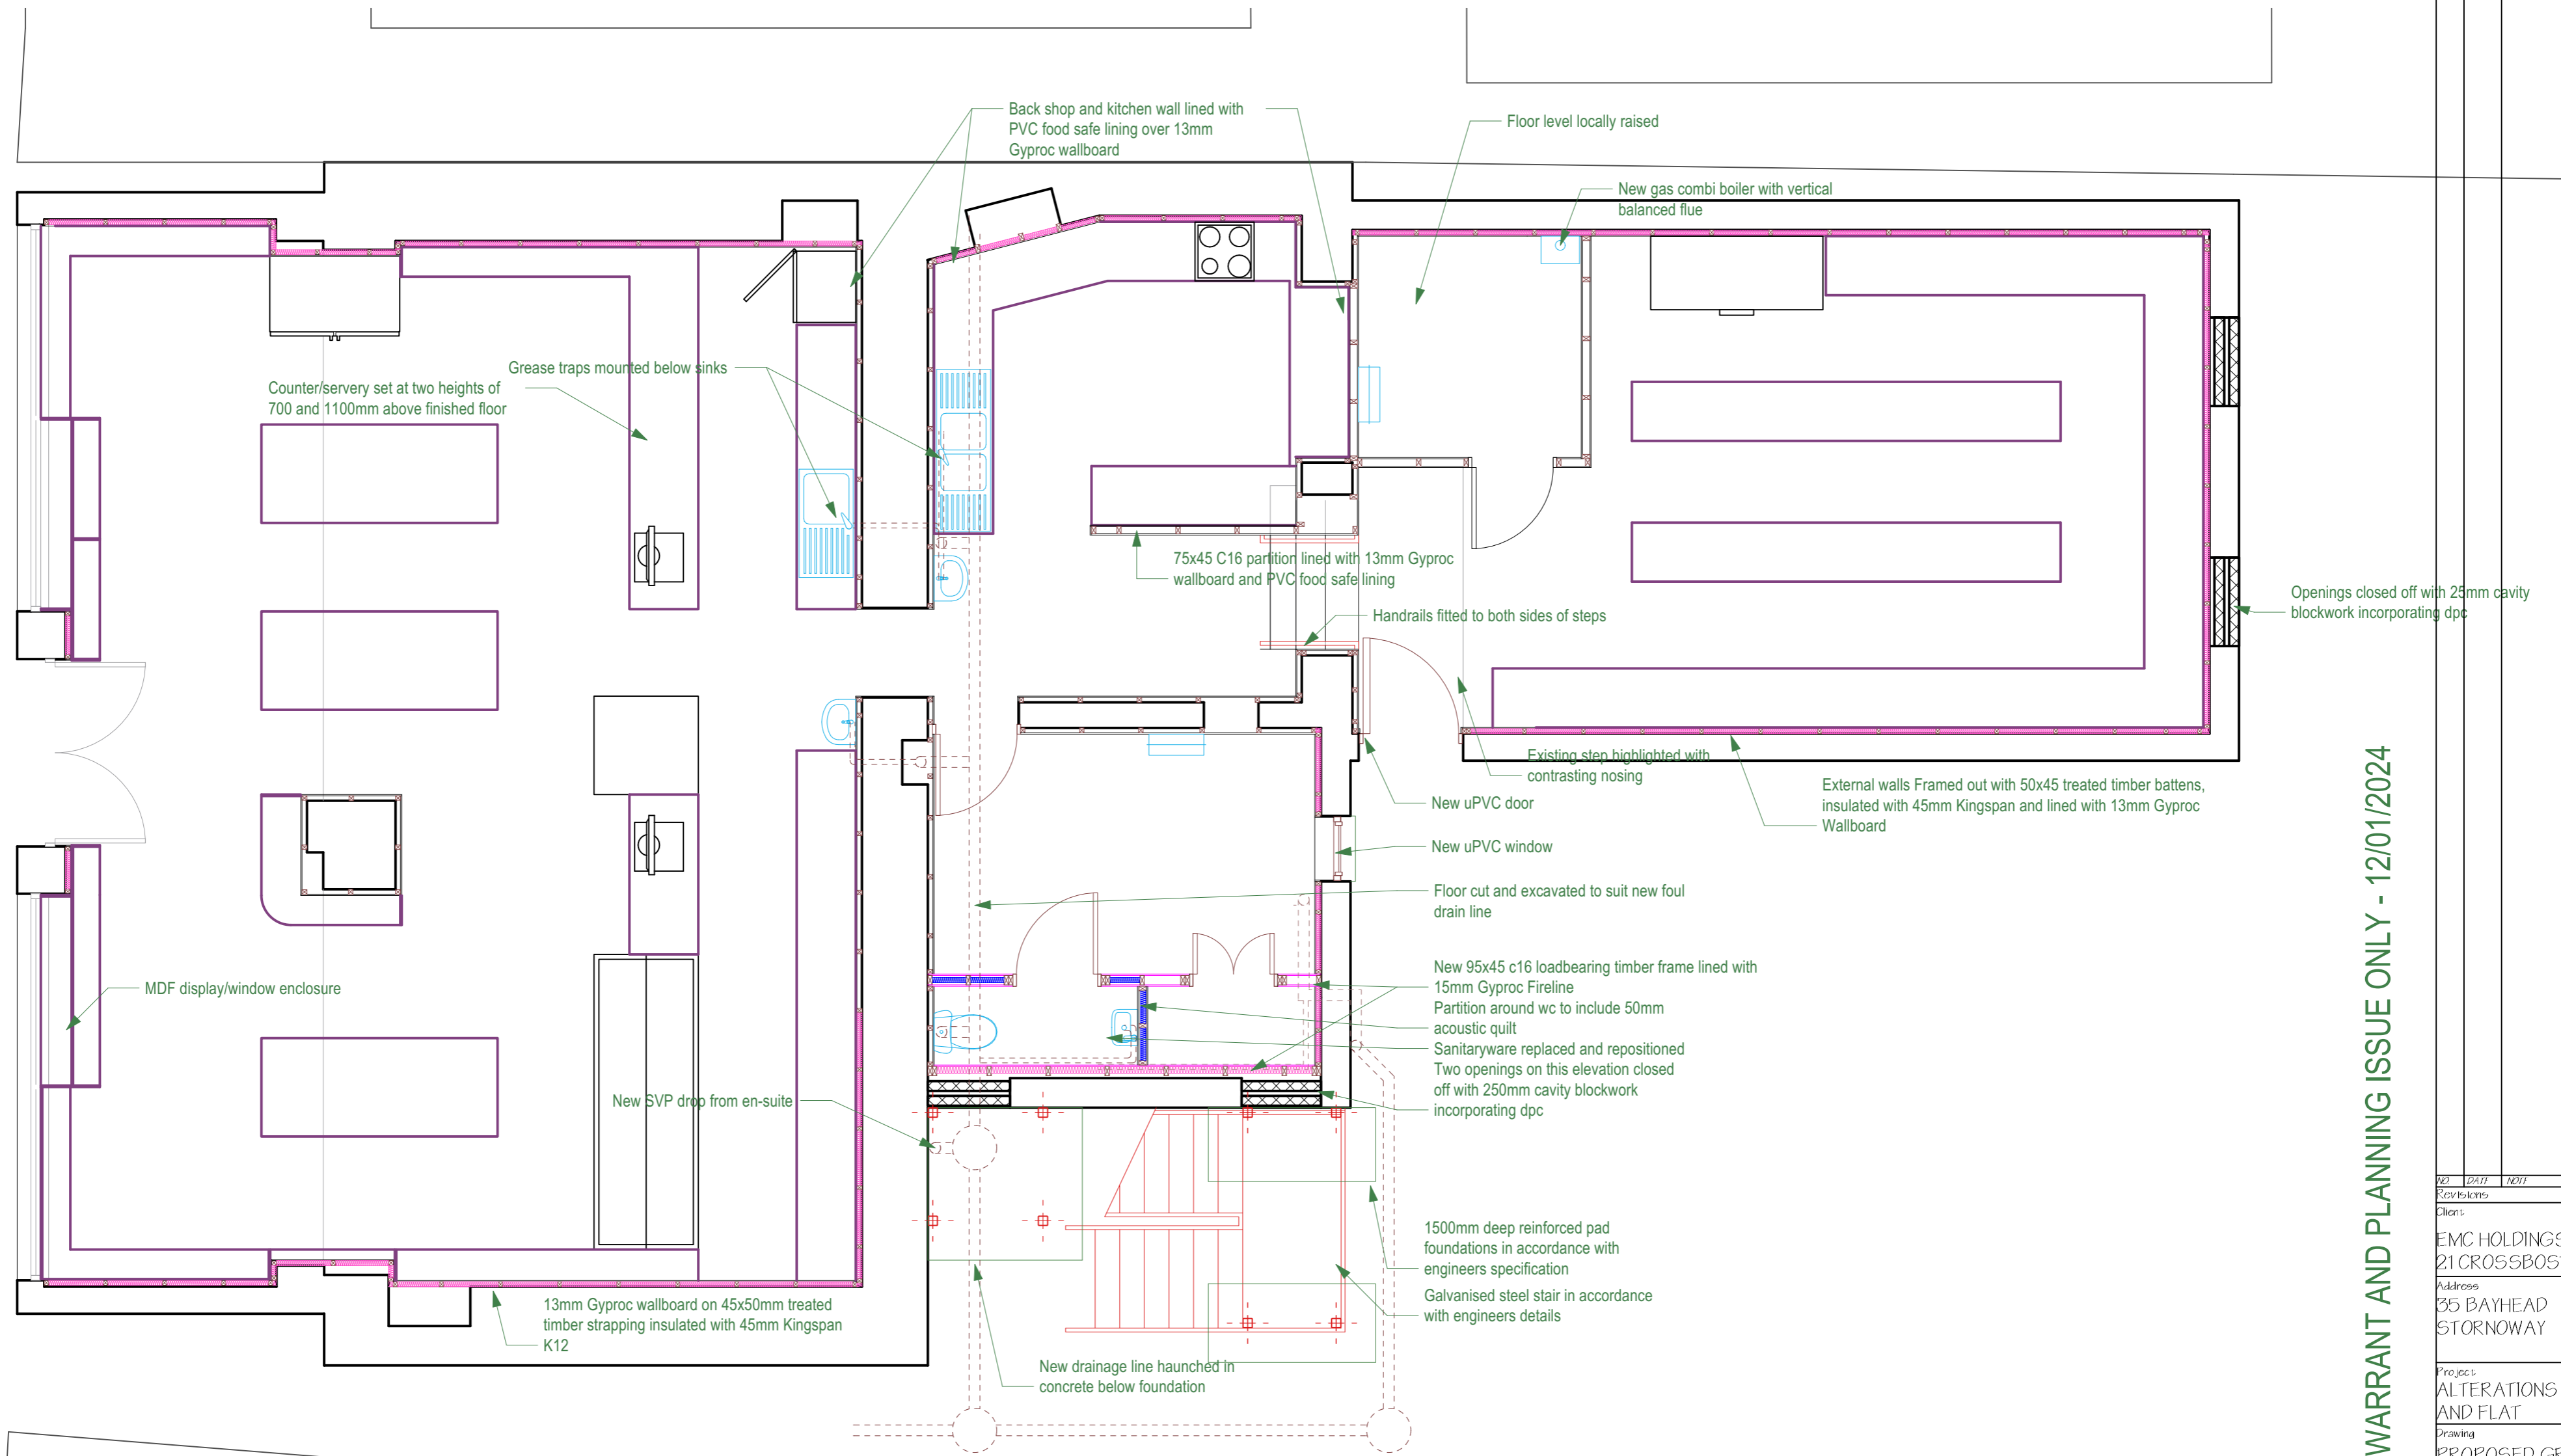 Back shop and kitchen wall lined with
PVC food safe lining over 13mm
Gyproc wallboard
Floor level locally raised
New gas combi boiler with vertical
balanced flue
Grease traps mounted below sinks
Counter/servery set at two heights of
700 and 1100mm above finished floor
75x45 C16 partition lined with 13mm Gyproc
wallboard and PVC food safe lining
Handrails fitted to both sides of steps
Openings closed off with 25mm cavity
blockwork incorporating dpc
Existing step highlighted with
contrasting nosing
New uPVC door
External walls Framed out with 50x45 treated timber battens,
insulated with 45mm Kingspan and lined with 13mm Gyproc
Wallboard
New uPVC window
Floor cut and excavated to suit new foul
drain line
MDF display/window enclosure
New 95x45 c16 loadbearing timber frame lined with
15mm Gyproc Fireline
Partition around wc to include 50mm
acoustic quilt
Sanitaryware replaced and repositioned
Two openings on this elevation closed
off with 250mm cavity blockwork
incorporating dpc
New SVP drop from en-suite
1500mm deep reinforced pad
foundations in accordance with
engineers specification
Galvanised steel stair in accordance
with engineers details
13mm Gyproc wallboard on 45x50mm treated
timber strapping insulated with 45mm Kingspan
K12
New drainage line haunched in
concrete below foundation
WARRANT AND PLANNING ISSUE ONLY - 12/01/2024
NO. DATE NOTE
Revisions
Client
EMC HOLDINGS
21 CROSSBOS
Address
35 BAYHEAD
STORNOWAY
Project
ALTERATIONS
AND FLAT
Drawing